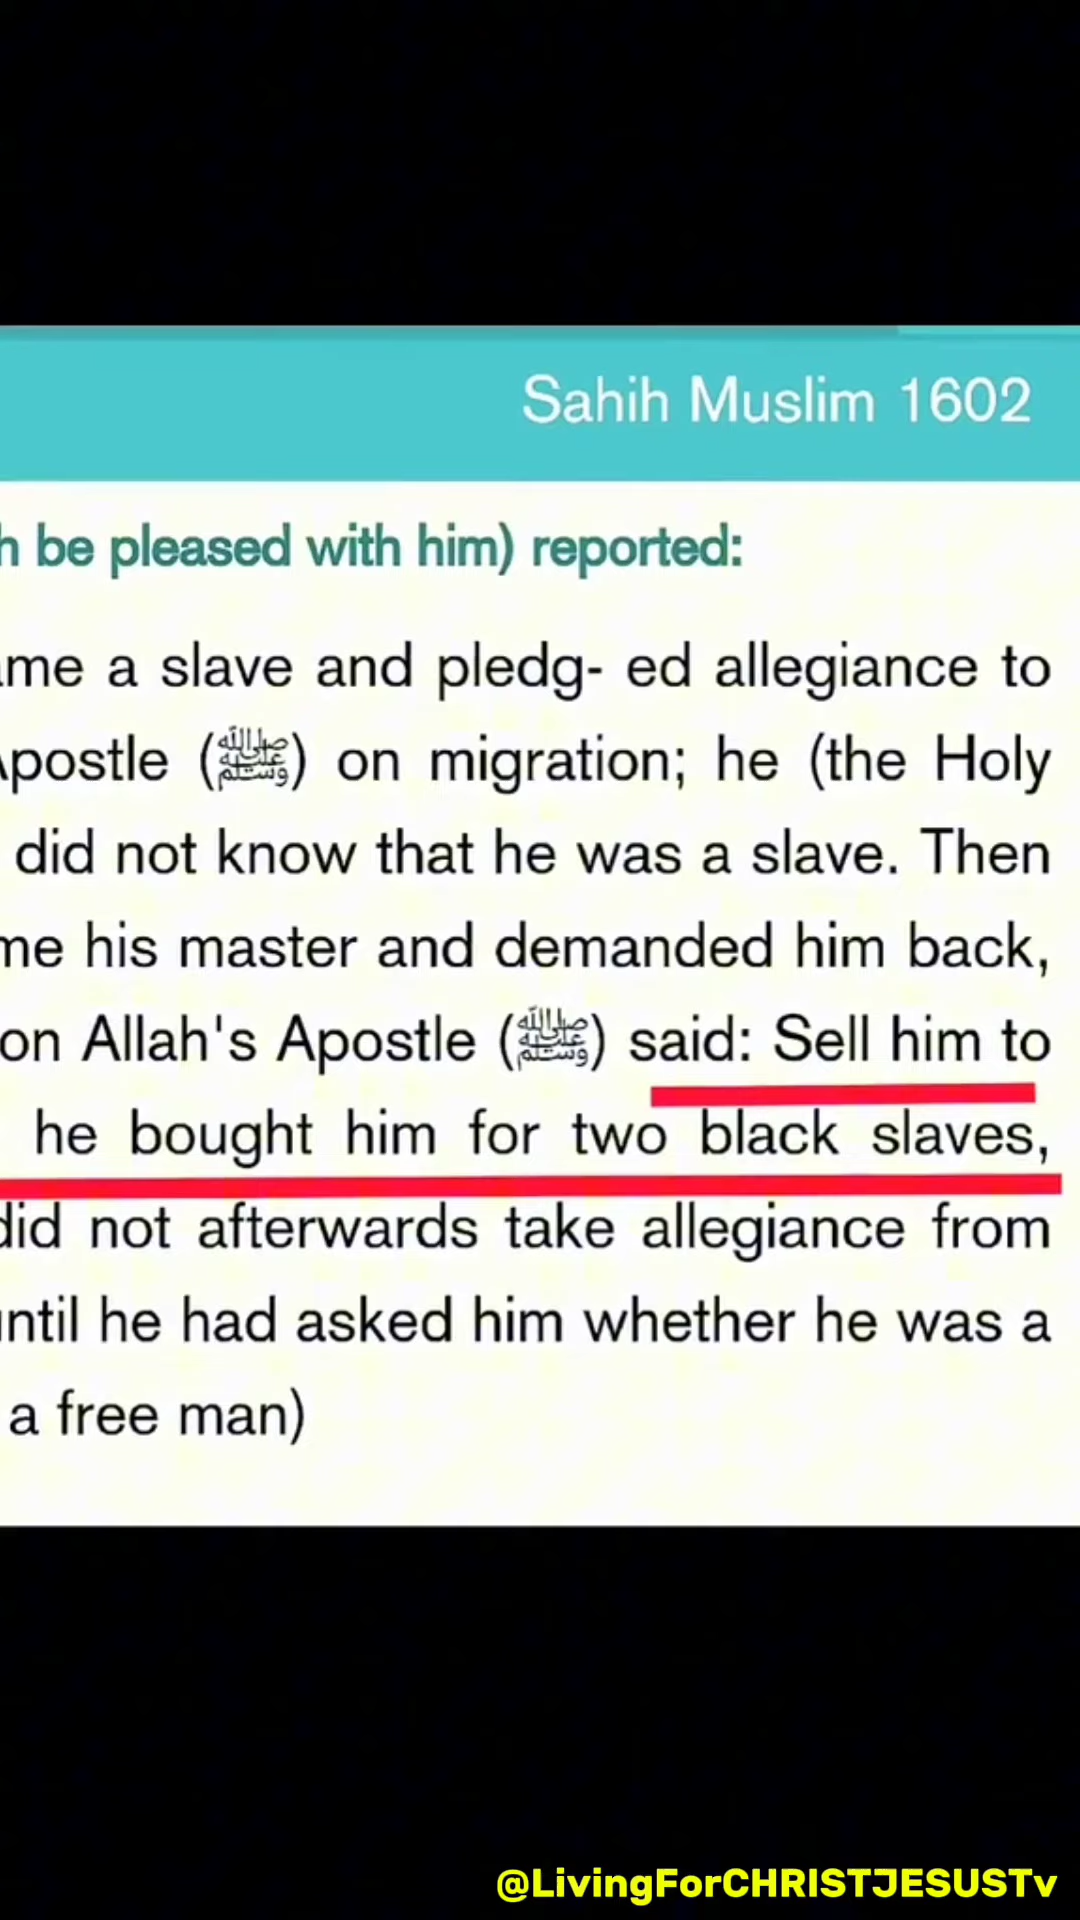 Sahih Muslim 1602
h be pleased with him) reported:
me a slave and pledg- ed allegiance to
postle (ﷺ) on migration; he (the Holy
did not know that he was a slave. Then
me his master and demanded him back,
on Allah's Apostle (ﷺ) said: Sell him to
he bought him for two black slaves,
did not afterwards take allegiance from
until he had asked him whether he was a
a free man)
@LivingForCHRISTJESUSTv